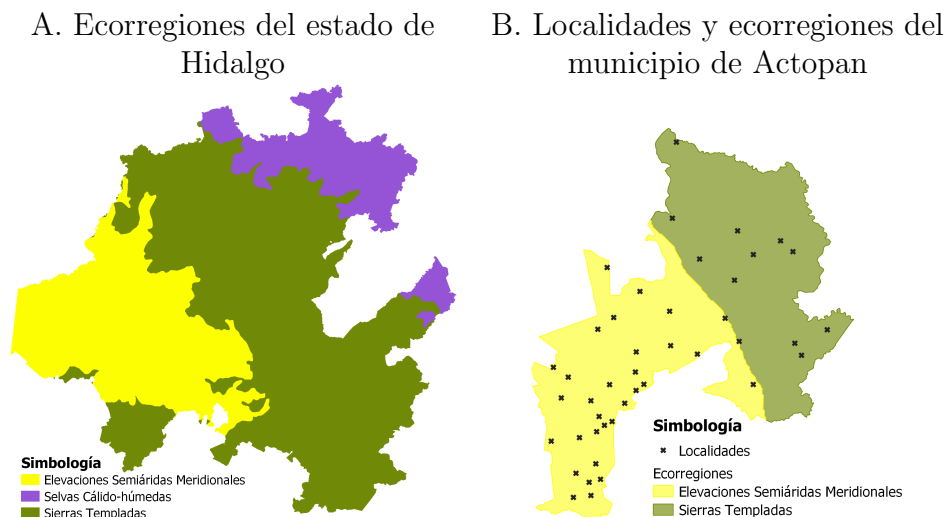 A. Ecorregiones del estado de
Hidalgo
B. Localidades y ecorregiones del
municipio de Actopan
Simbología
Elevaciones Semiáridas Meridionales
Selvas Cálido-húmedas
Sierras Templadas
Simbología
Localidades
Ecorregiones
Elevaciones Semiáridas Meridionales
Sierras Templadas